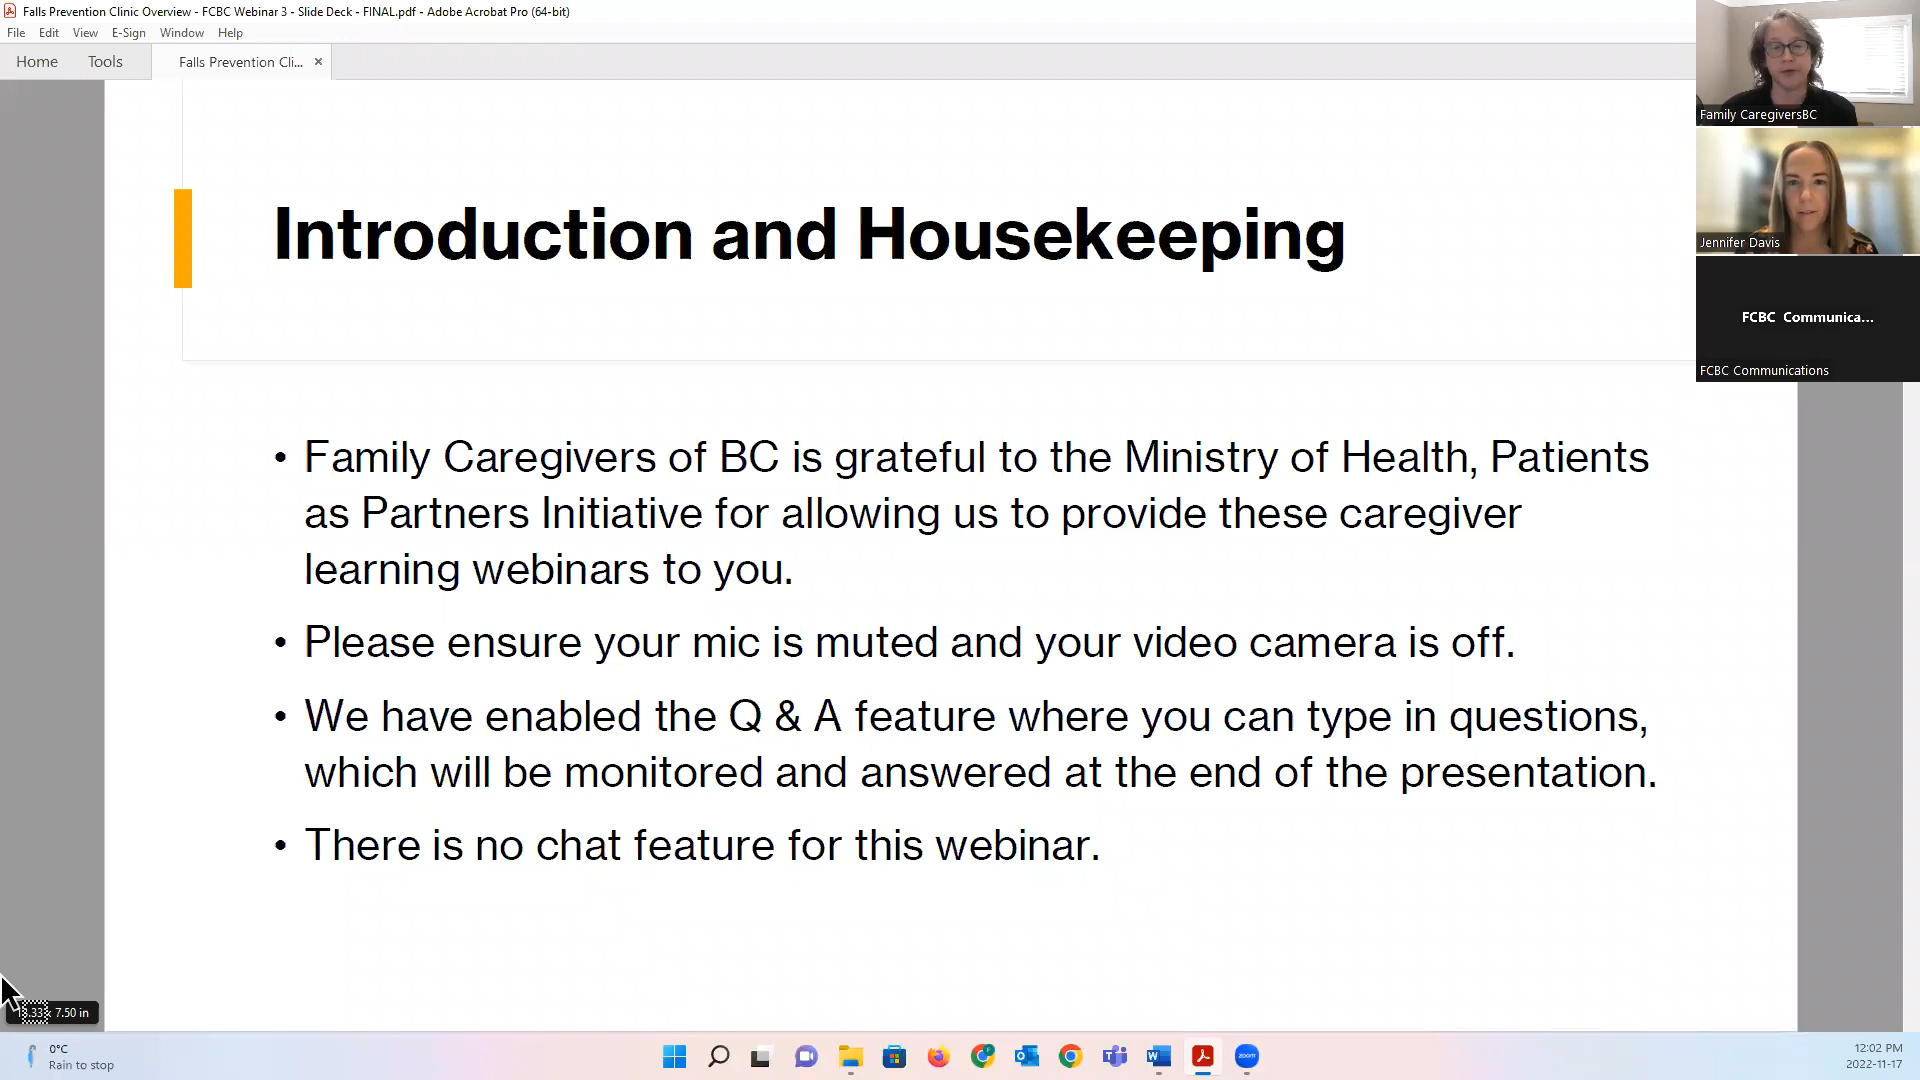 Falls Prevention Clinic Overview - FCBC Webinar 3 - Slide Deck - FINAL.pdf - Adobe Acrobat Pro (64-bit)
File Edit View E-Sign Window Help
Home Tools Falls Prevention Cli... ×
Family CaregiversBC
Jennifer Davis
FCBC Communica...
FCBC Communications
Introduction and Housekeeping
• Family Caregivers of BC is grateful to the Ministry of Health, Patients
as Partners Initiative for allowing us to provide these caregiver
learning webinars to you.
• Please ensure your mic is muted and your video camera is off.
• We have enabled the Q & A feature where you can type in questions,
which will be monitored and answered at the end of the presentation.
• There is no chat feature for this webinar.
7.50 in
0°C
Rain to stop
zoom
12:02 PM
2022-11-17